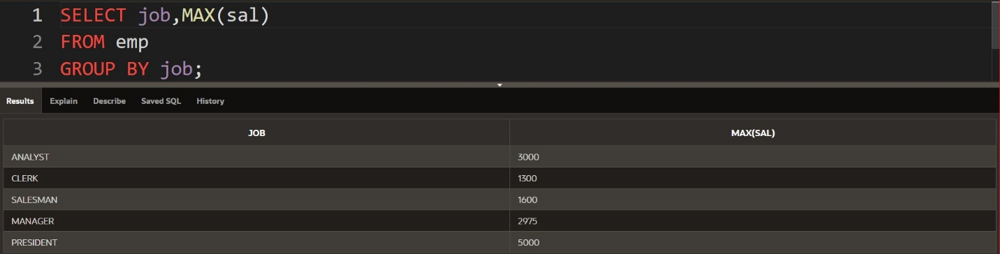 1 SELECT job,MAX(sal)
2 FROM emp
3 GROUP BY job;
Results Explain Describe Saved SQL History
JOB MAX(SAL)
ANALYST 3000
CLERK 1300
SALESMAN 1600
MANAGER 2975
PRESIDENT 5000